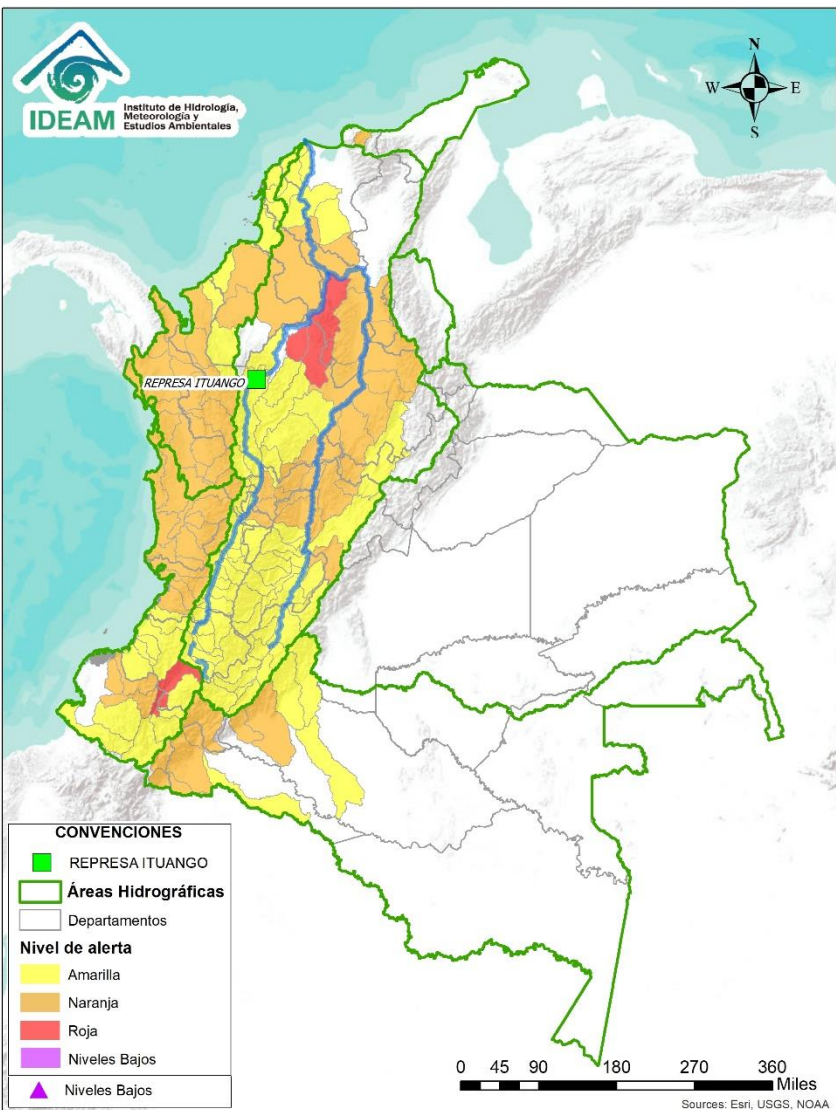 IDEAM
Instituto de Hidrología,
Meteorología y
Estudios Ambientales
N
W
E
S
REPRESA ITUANGO
CONVENCIONES
REPRESA ITUANGO
Áreas Hidrográficas
Departamentos
Nivel de alerta
Amarilla
Naranja
Roja
Niveles Bajos
Niveles Bajos
0 45 90 180 270 360
Miles
Sources: Esri, USGS, NOAA